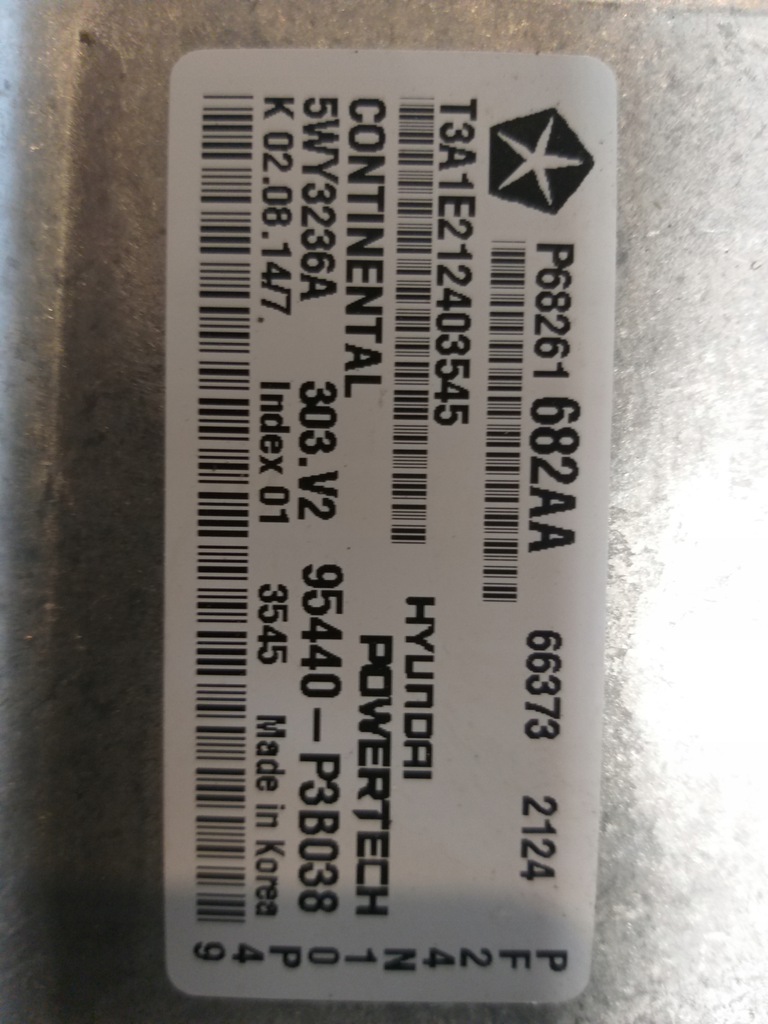 P68261 682AA 66373 2124
T3A1E212403545
HYUNDAI
POWERTECH
CONTINENTAL
5WY3236A 303.V2 95440-P3B038
K 02.08.14/7. Index 01 3545 Made in Korea
PF24N10P49